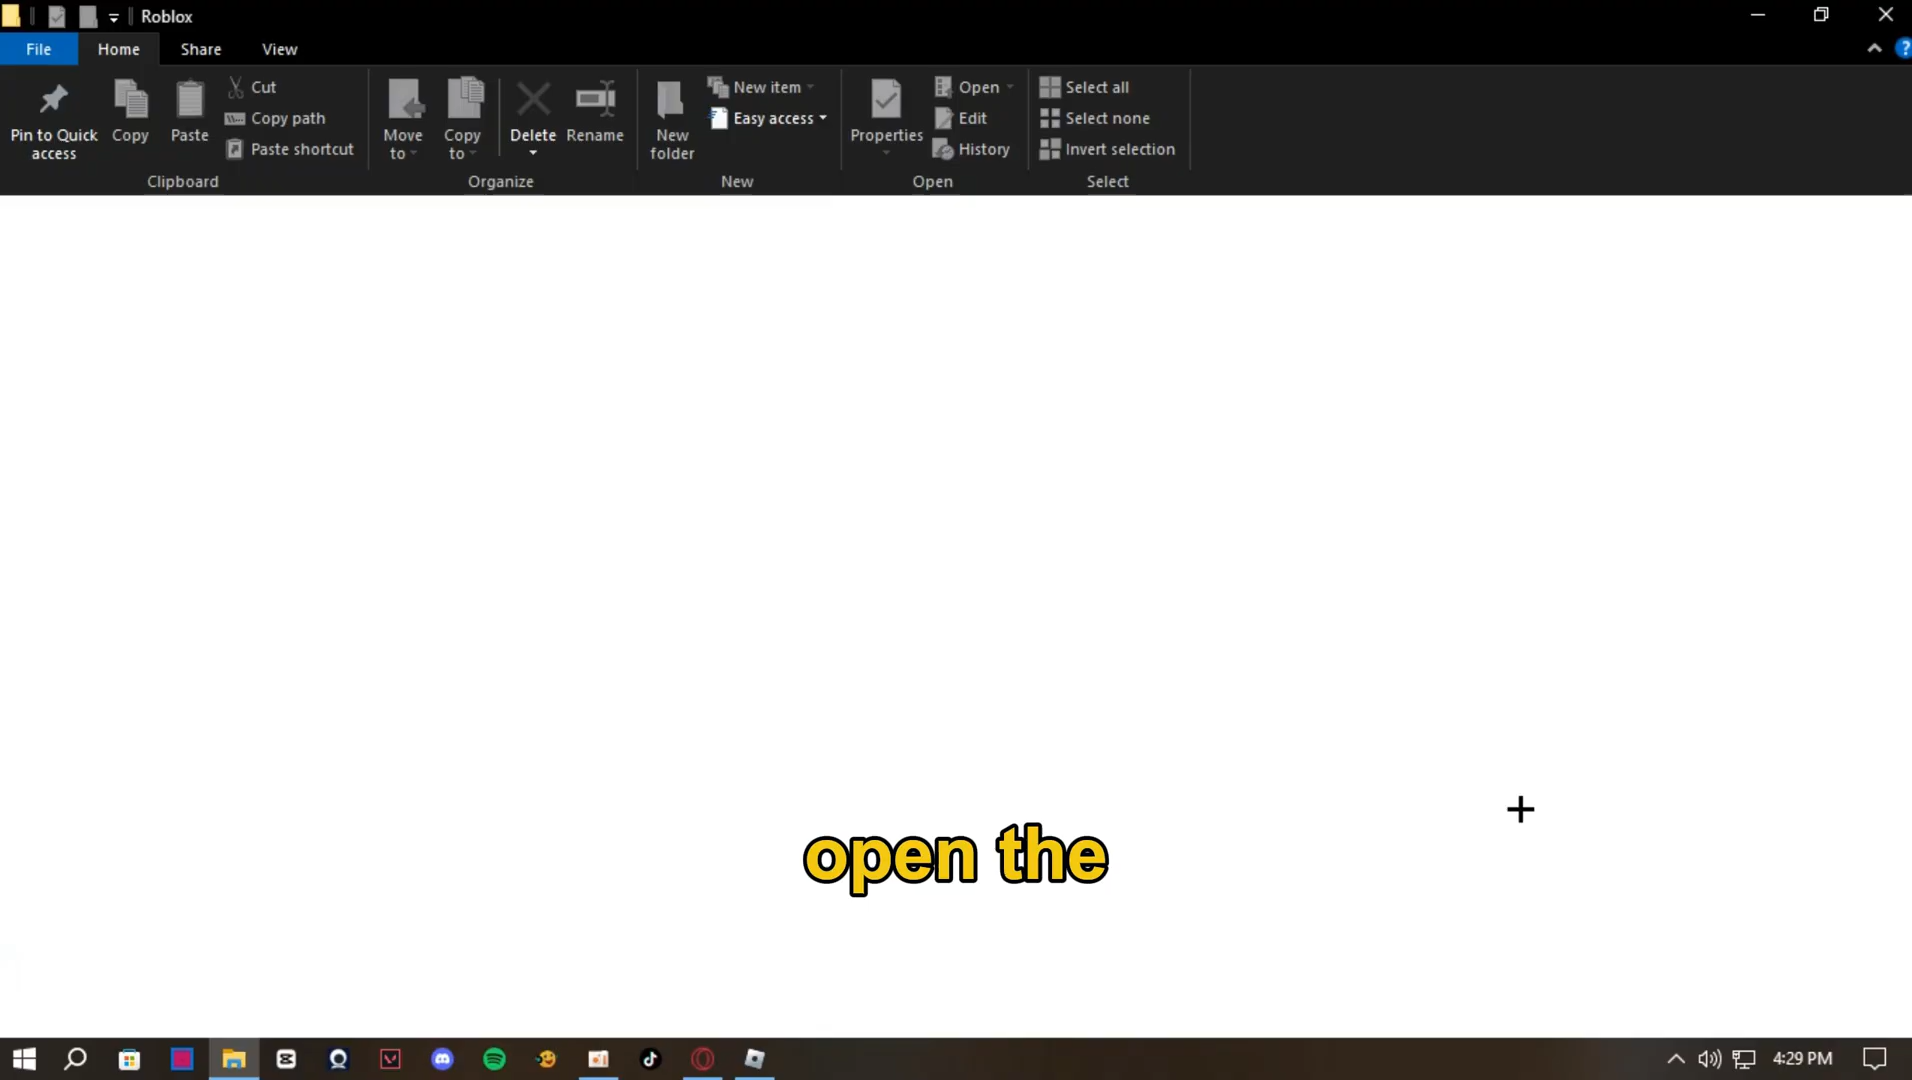 Roblox
File Home Share View
Pin to Quick access
Copy
Paste
Cut
Copy path
Paste shortcut
Clipboard
Move to
Copy to
Delete
Rename
Organize
New folder
New item
Easy access
New
Properties
Open
Edit
History
Open
Select all
Select none
Invert selection
Select
open the
4:29 PM